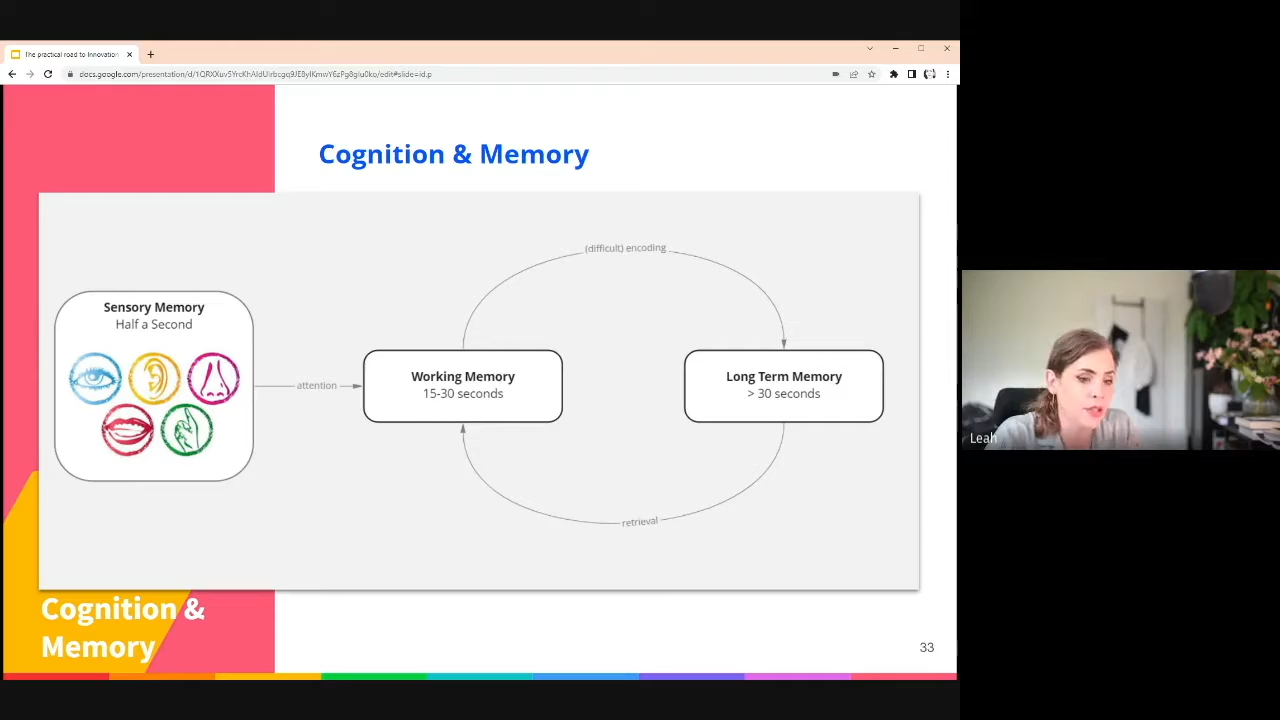 The practical road to Innovation
Cognition & Memory
(difficult) encoding
Sensory Memory
Half a Second
attention
Working Memory
15-30 seconds
Long Term Memory
> 30 seconds
retrieval
Cognition &
Memory
33
Leah